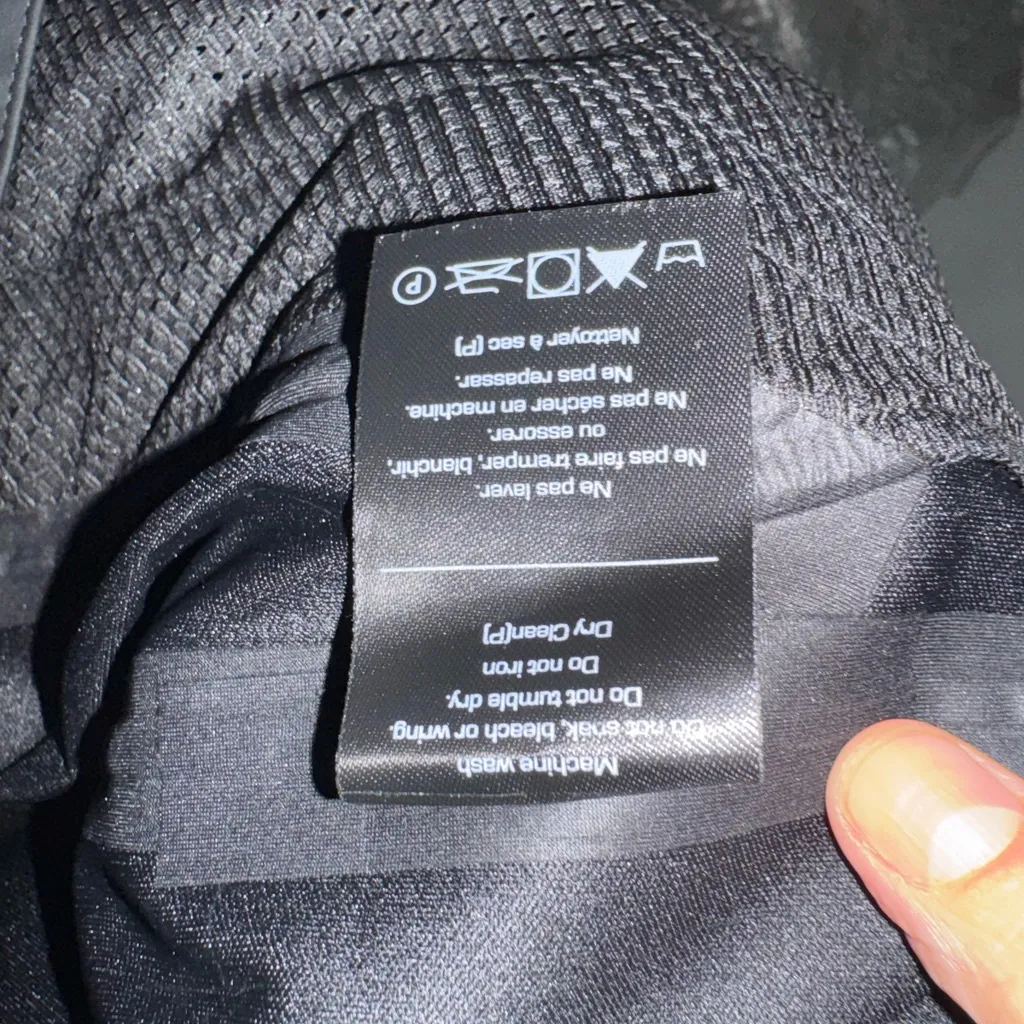 Machine wash
Do not soak, bleach or wring.
Do not tumble dry.
Do not iron
Dry Clean(P)
Ne pas laver.
Ne pas faire tremper, blanchir,
ou essorer.
Ne pas sécher en machine.
Ne pas repassar.
Nettoyer à sec (P)
P